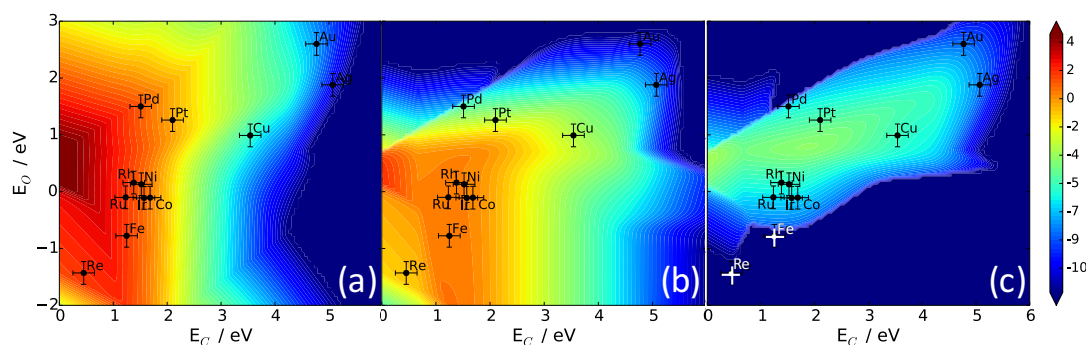 E_O / eV
3
2
1
0
−1
−2
Au
Ag
Pd
Pt
Cu
Rh
Ni
Ru
Ir
Co
Fe
Re
(a)
0 1 2 3 4 5
E_C / eV
Au
Ag
Pd
Pt
Cu
Rh
Ni
Ru
Ir
Co
Fe
Re
(b)
0 1 2 3 4 5
E_C / eV
Au
Ag
Pd
Pt
Cu
Rh
Ni
Ru
Ir
Co
Fe
Re
(c)
0 1 2 3 4 5 6
E_C / eV
4
2
0
-2
-4
-6
-8
-10